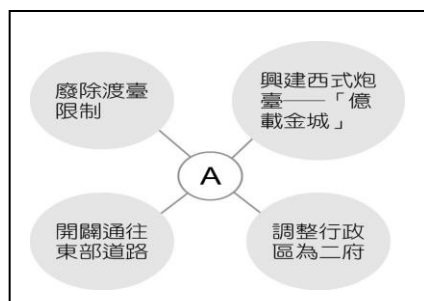 廢除渡臺
限制
興建西式炮
臺——「億
載金城」
A
開闢通往
東部道路
調整行政
區為二府